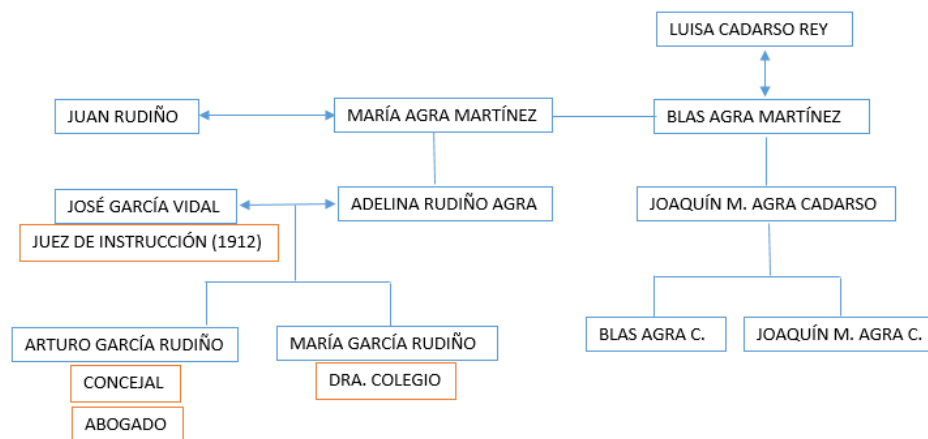 LUISA CADARSO REY
JUAN RUDIÑO
MARÍA AGRA MARTÍNEZ
BLAS AGRA MARTÍNEZ
JOSÉ GARCÍA VIDAL
ADELINA RUDIÑO AGRA
JOAQUÍN M. AGRA CADARSO
JUEZ DE INSTRUCCIÓN (1912)
ARTURO GARCÍA RUDIÑO
MARÍA GARCÍA RUDIÑO
BLAS AGRA C.
JOAQUÍN M. AGRA C.
CONCEJAL
DRA. COLEGIO
ABOGADO